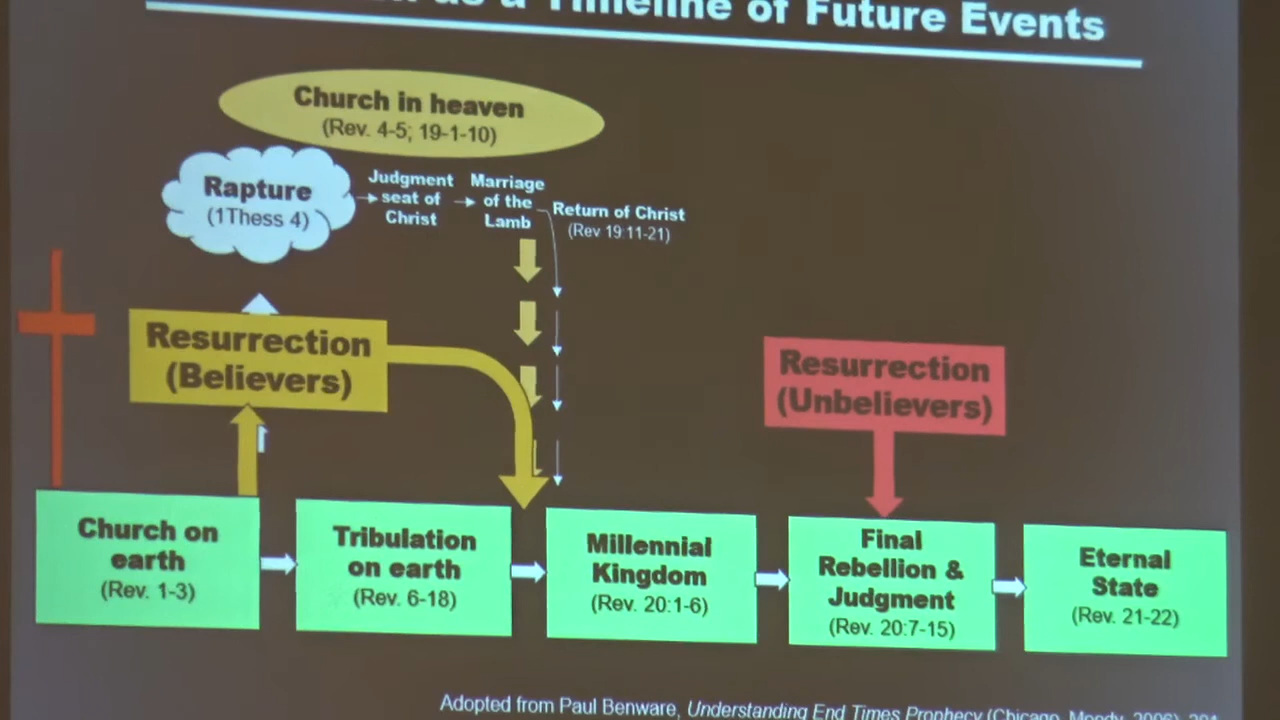 as a Timeline of Future Events
Church in heaven
(Rev. 4-5; 19-1-10)
Rapture
(1Thess 4)
Judgment
seat of
Christ
Marriage
of the
Lamb
Return of Christ
(Rev 19:11-21)
Resurrection
(Believers)
Resurrection
(Unbelievers)
Church on
earth
(Rev. 1-3)
Tribulation
on earth
(Rev. 6-18)
Millennial
Kingdom
(Rev. 20:1-6)
Final
Rebellion &
Judgment
(Rev. 20:7-15)
Eternal
State
(Rev. 21-22)
Adopted from Paul Benware, Understanding End Times Prophecy (Chicago, Moody, 2006)